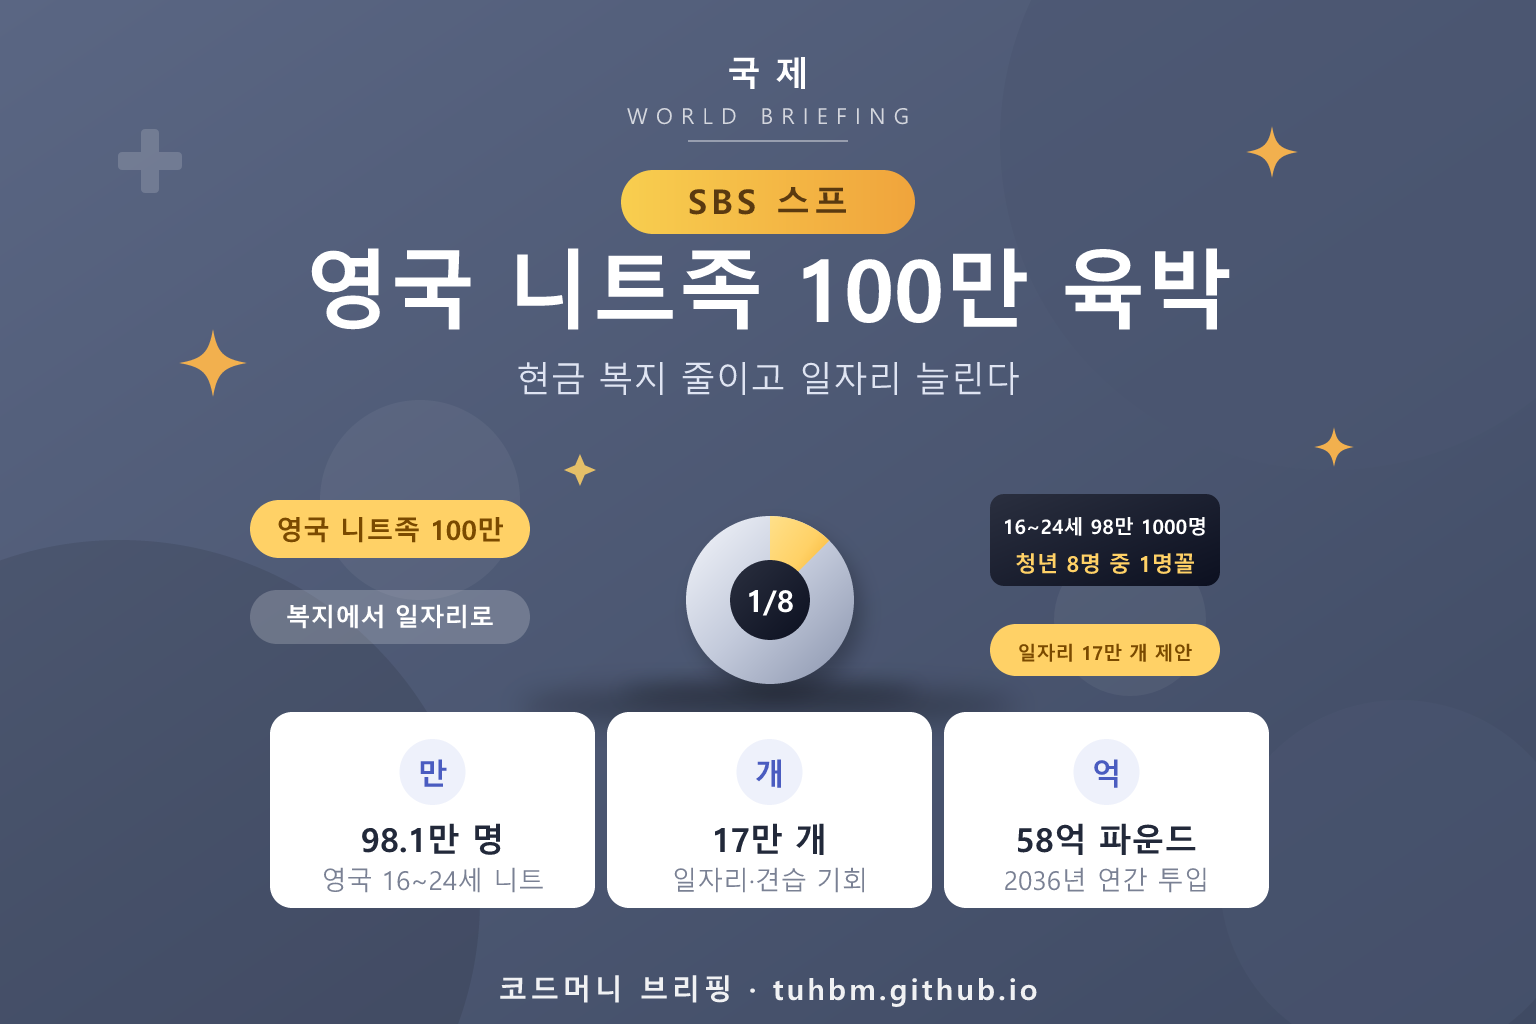 국제
WORLD BRIEFING
SBS 스프
영국 니트족 100만 육박
현금 복지 줄이고 일자리 늘린다
영국 니트족 100만
복지에서 일자리로
1/8
16~24세 98만 1000명
청년 8명 중 1명꼴
일자리 17만 개 제안
만
98.1만 명
영국 16~24세 니트
개
17만 개
일자리·견습 기회
억
58억 파운드
2036년 연간 투입
코드머니 브리핑 · tuhbm.github.io